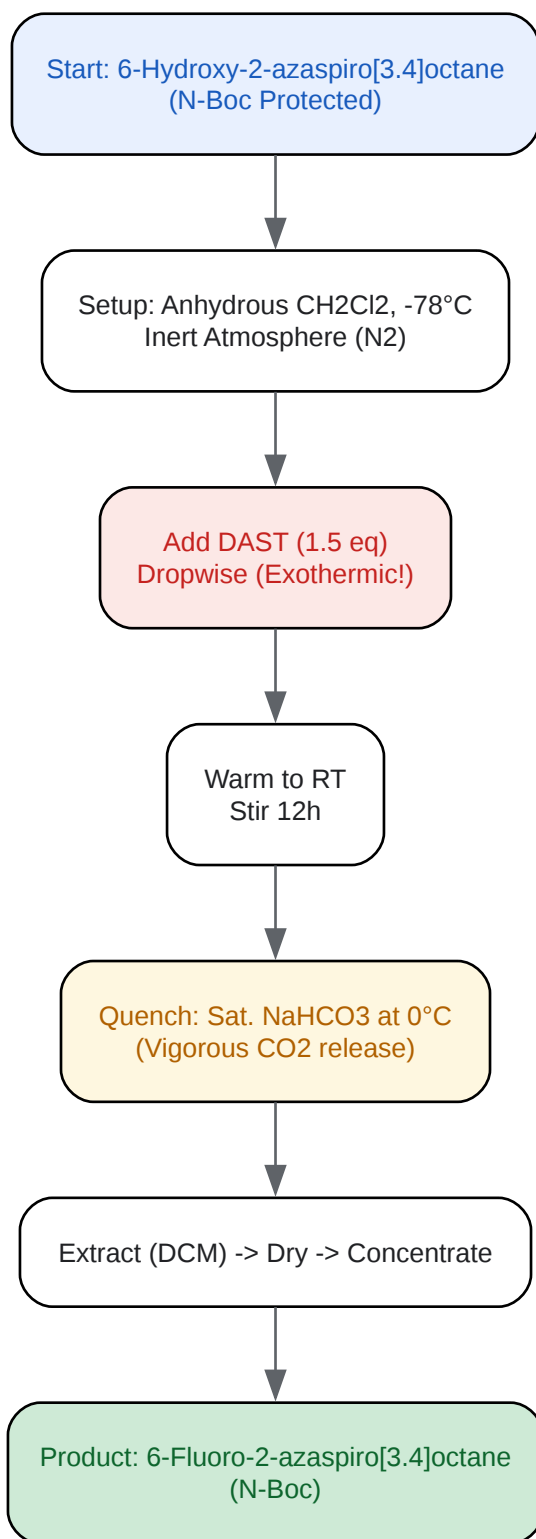 Start: 6-Hydroxy-2-azaspiro[3.4]octane
(N-Boc Protected)
Setup: Anhydrous CH2Cl2, -78°C
Inert Atmosphere (N2)
Add DAST (1.5 eq)
Dropwise (Exothermic!)
Warm to RT
Stir 12h
Quench: Sat. NaHCO3 at 0°C
(Vigorous CO2 release)
Extract (DCM) -> Dry -> Concentrate
Product: 6-Fluoro-2-azaspiro[3.4]octane
(N-Boc)